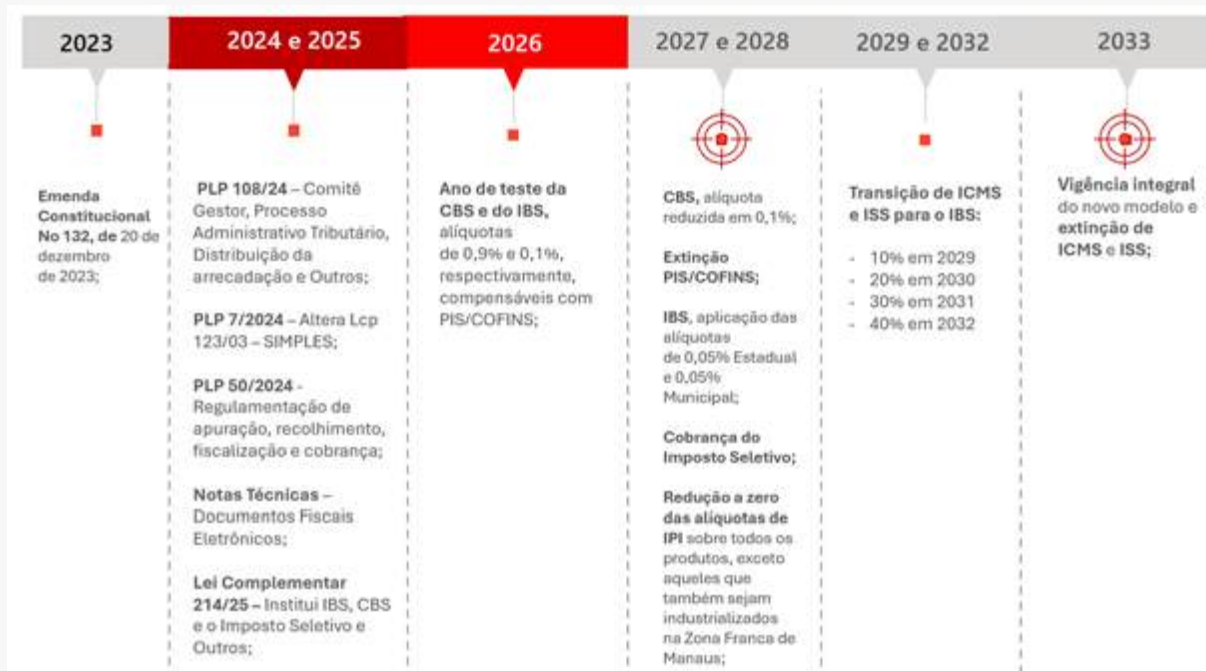 2023
Emenda
Constitucional
No 132, de 20 de
dezembro
de 2023;
2024 e 2025
PLP 108/24 – Comitê
Gestor, Processo
Administrativo Tributário,
Distribuição da
arrecadação e Outros;
PLP 7/2024 – Altera Lcp
123/03 – SIMPLES;
PLP 50/2024 -
Regulamentação de
apuração, recolhimento,
fiscalização e cobrança;
Notas Técnicas –
Documentos Fiscais
Eletrônicos;
Lei Complementar
214/25 – Institui IBS, CBS
e o Imposto Seletivo e
Outros;
2026
Ano de teste da
CBS e do IBS,
alíquotas
de 0,9% e 0,1%,
respectivamente,
compensáveis com
PIS/COFINS;
2027 e 2028
CBS, alíquota
reduzida em 0,1%;
Extinção
PIS/COFINS;
IBS, aplicação das
alíquotas
de 0,05% Estadual
e 0,05%
Municipal;
Cobrança do
Imposto Seletivo;
Redução a zero
das alíquotas de
IPI sobre todos os
produtos, exceto
aqueles que
também sejam
industrializados
na Zona Franca de
Manaus;
2029 e 2032
Transição de ICMS
e ISS para o IBS:
- 10% em 2029
- 20% em 2030
- 30% em 2031
- 40% em 2032
2033
Vigência integral
do novo modelo e
extinção de
ICMS e ISS;